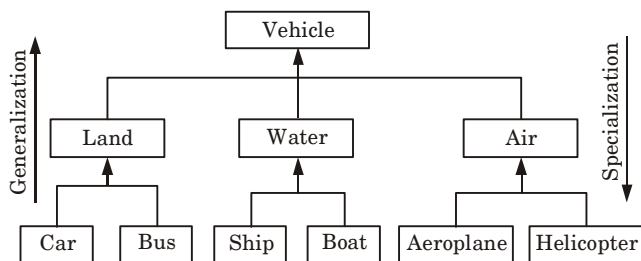 Vehicle
Generalization
Specialization
Land
Water
Air
Car
Bus
Ship
Boat
Aeroplane
Helicopter